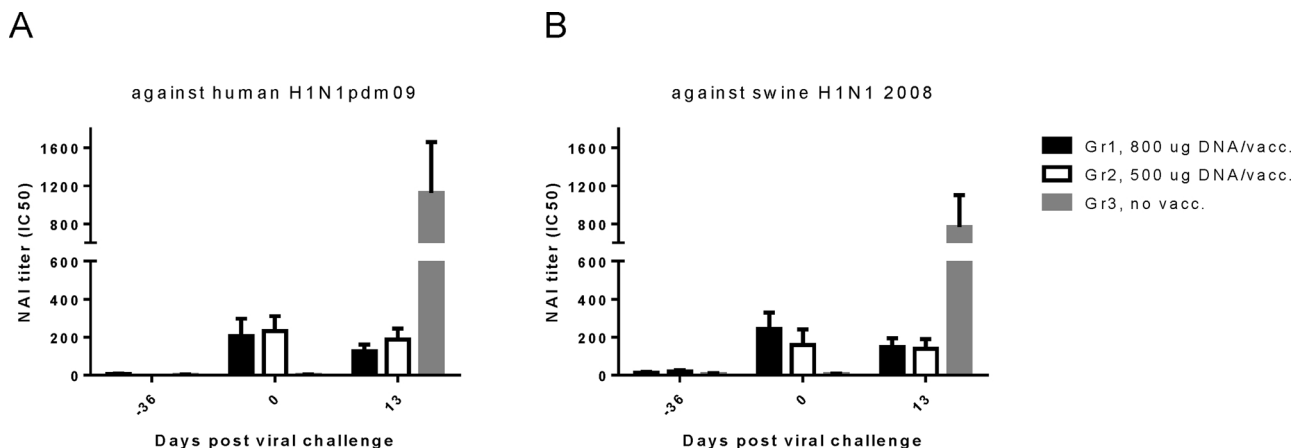 A
B
against human H1N1pdm09
against swine H1N1 2008
NAI titer (IC50)
1600
1200
800
600
400
200
0
-36
0
13
Days post viral challenge
NAI titer (IC50)
1600
1200
800
600
400
200
0
-36
0
13
Days post viral challenge
Gr1, 800 ug DNA/vacc.
Gr2, 500 ug DNA/vacc.
Gr3, no vacc.